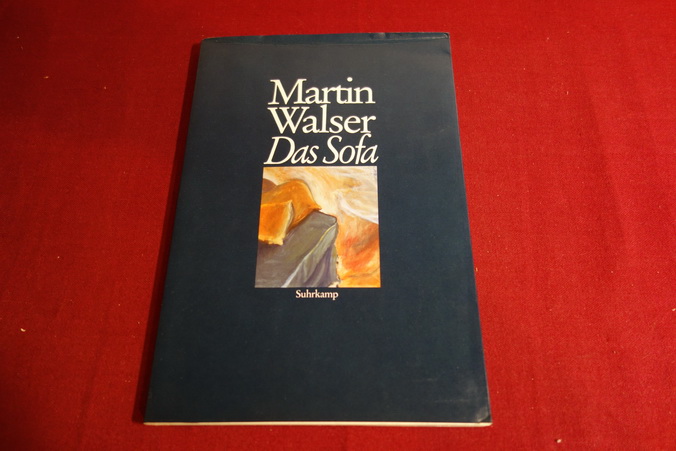 Martin
Walser
Das Sofa
Suhrkamp